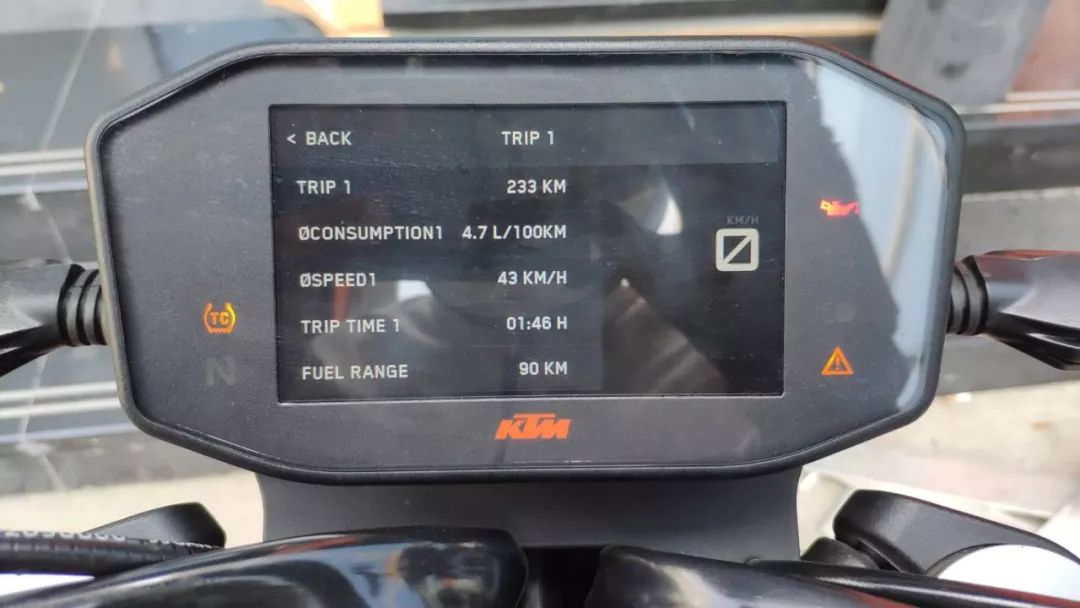 < BACK TRIP 1
TRIP 1 233 KM
ØCONSUMPTION1 4.7 L/100KM
KM/H
0
ØSPEED1 43 KM/H
TC
TRIP TIME 1 01:46 H
N
FUEL RANGE 90 KM
KTM